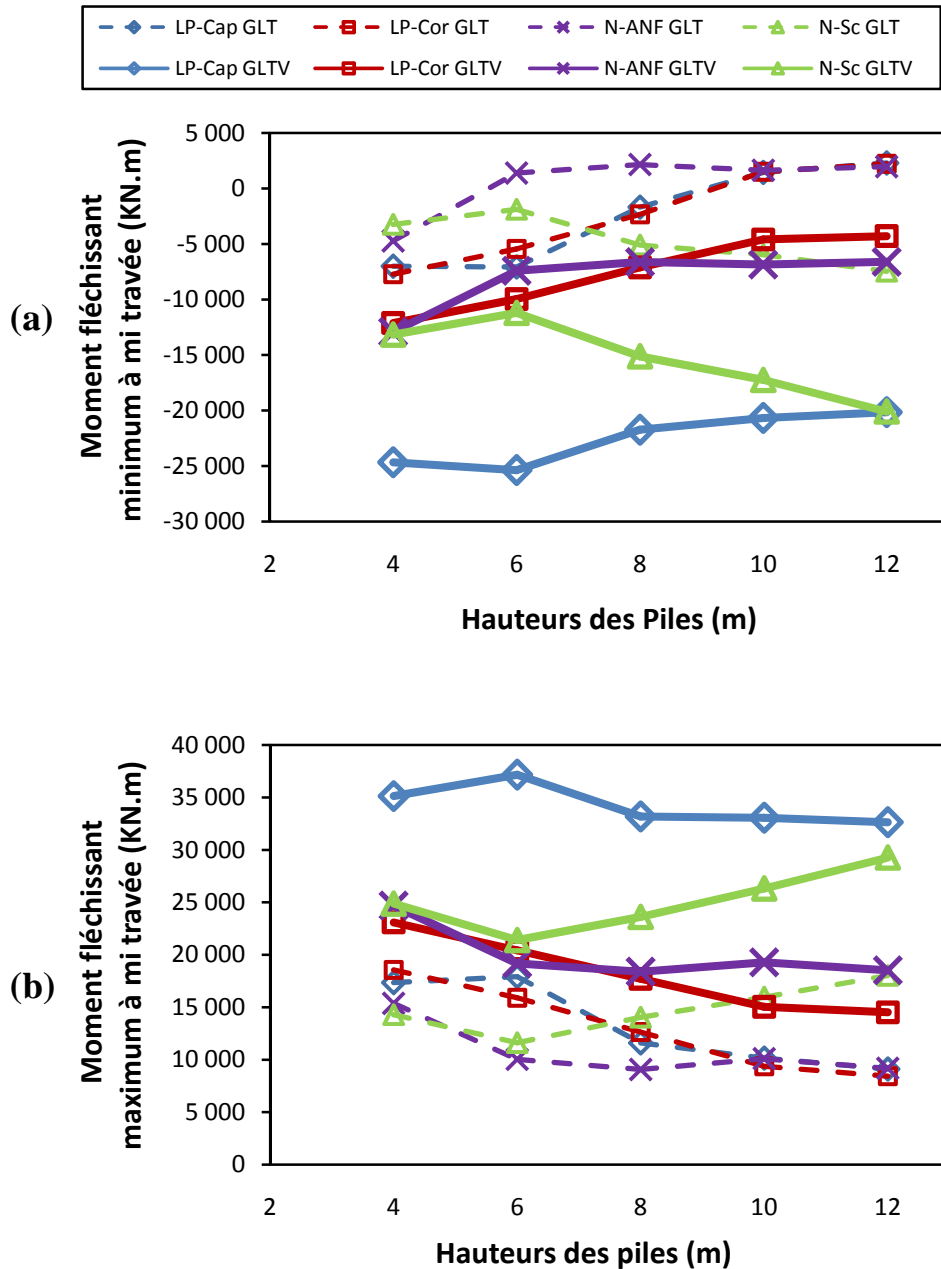 LP-Cap GLT LP-Cor GLT N-ANF GLT N-Sc GLT
LP-Cap GLTV LP-Cor GLTV N-ANF GLTV N-Sc GLTV
(a)
Moment fléchissant
minimum à mi travée (KN.m)
5 000
0
-5 000
-10 000
-15 000
-20 000
-25 000
-30 000
2 4 6 8 10 12
Hauteurs des Piles (m)
(b)
Moment fléchissant
maximum à mi travée (KN.m)
40 000
35 000
30 000
25 000
20 000
15 000
10 000
5 000
0
2 4 6 8 10 12
Hauteurs des piles (m)